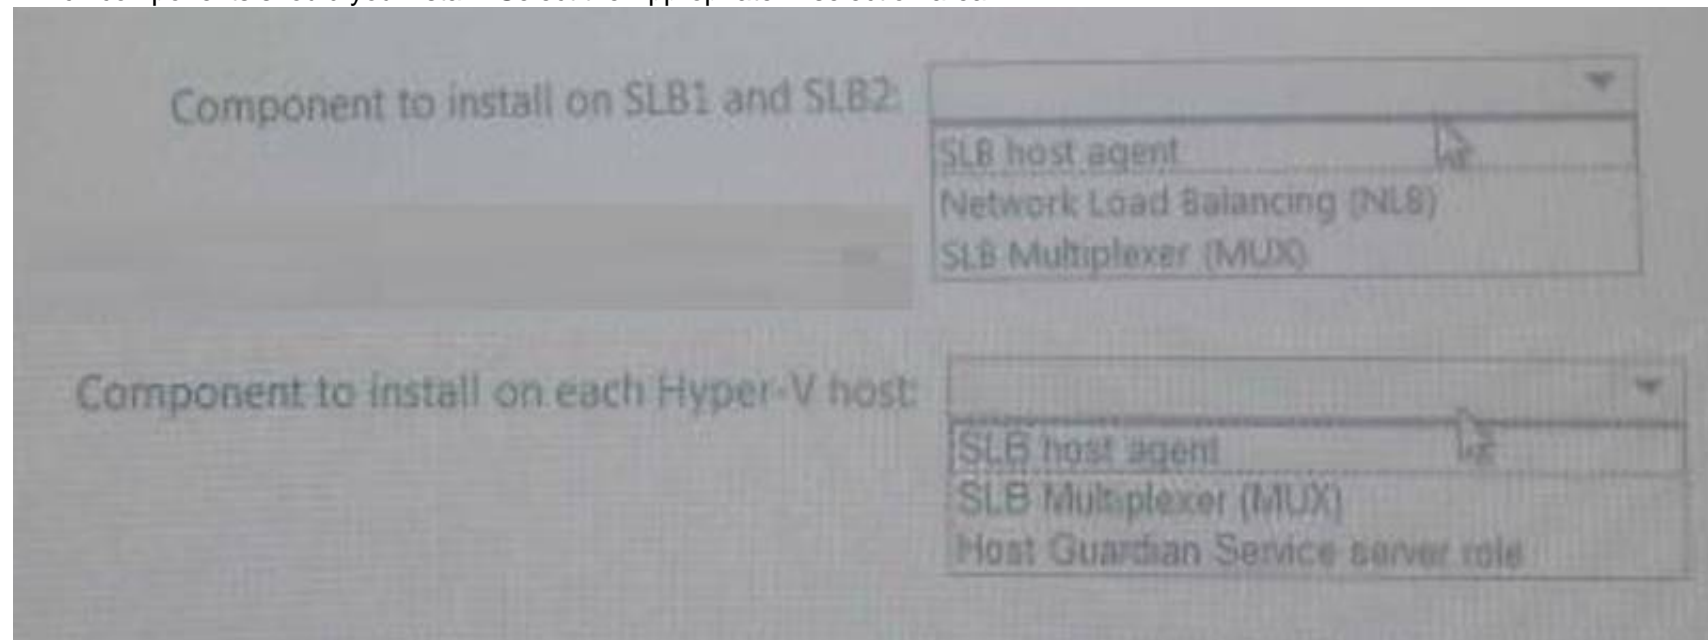 Component to install on SLB1 and SLB2:
SLB host agent
Network Load Balancing (NLB)
SLB Multiplexer (MUX)
Component to install on each Hyper-V host:
SLB host agent
SLB Multiplexer (MUX)
Host Guardian Service server role